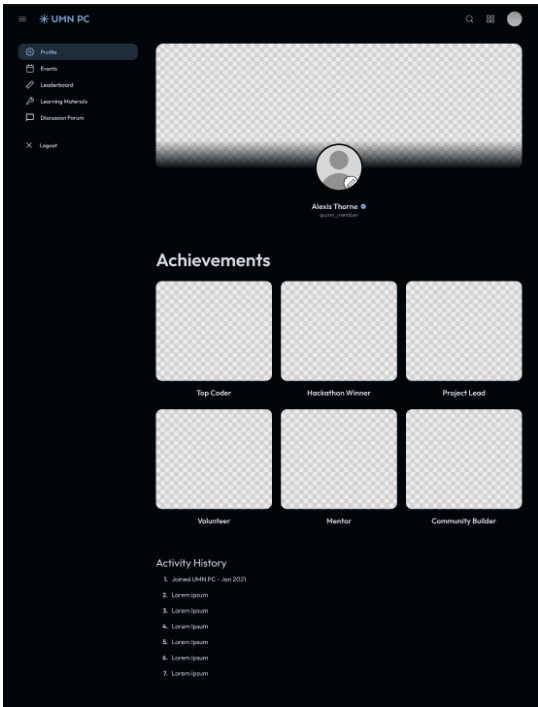 UMN PC
Profile
Events
Leaderboard
Learning Materials
Discussion Forum
Logout
Alexis Thorne
@umn_member
Achievements
Top Coder
Hackathon Winner
Project Lead
Volunteer
Mentor
Community Builder
Activity History
1. Joined UMN PC - Jan 2021
2. Lorem Ipsum
3. Lorem Ipsum
4. Lorem Ipsum
5. Lorem Ipsum
6. Lorem Ipsum
7. Lorem Ipsum